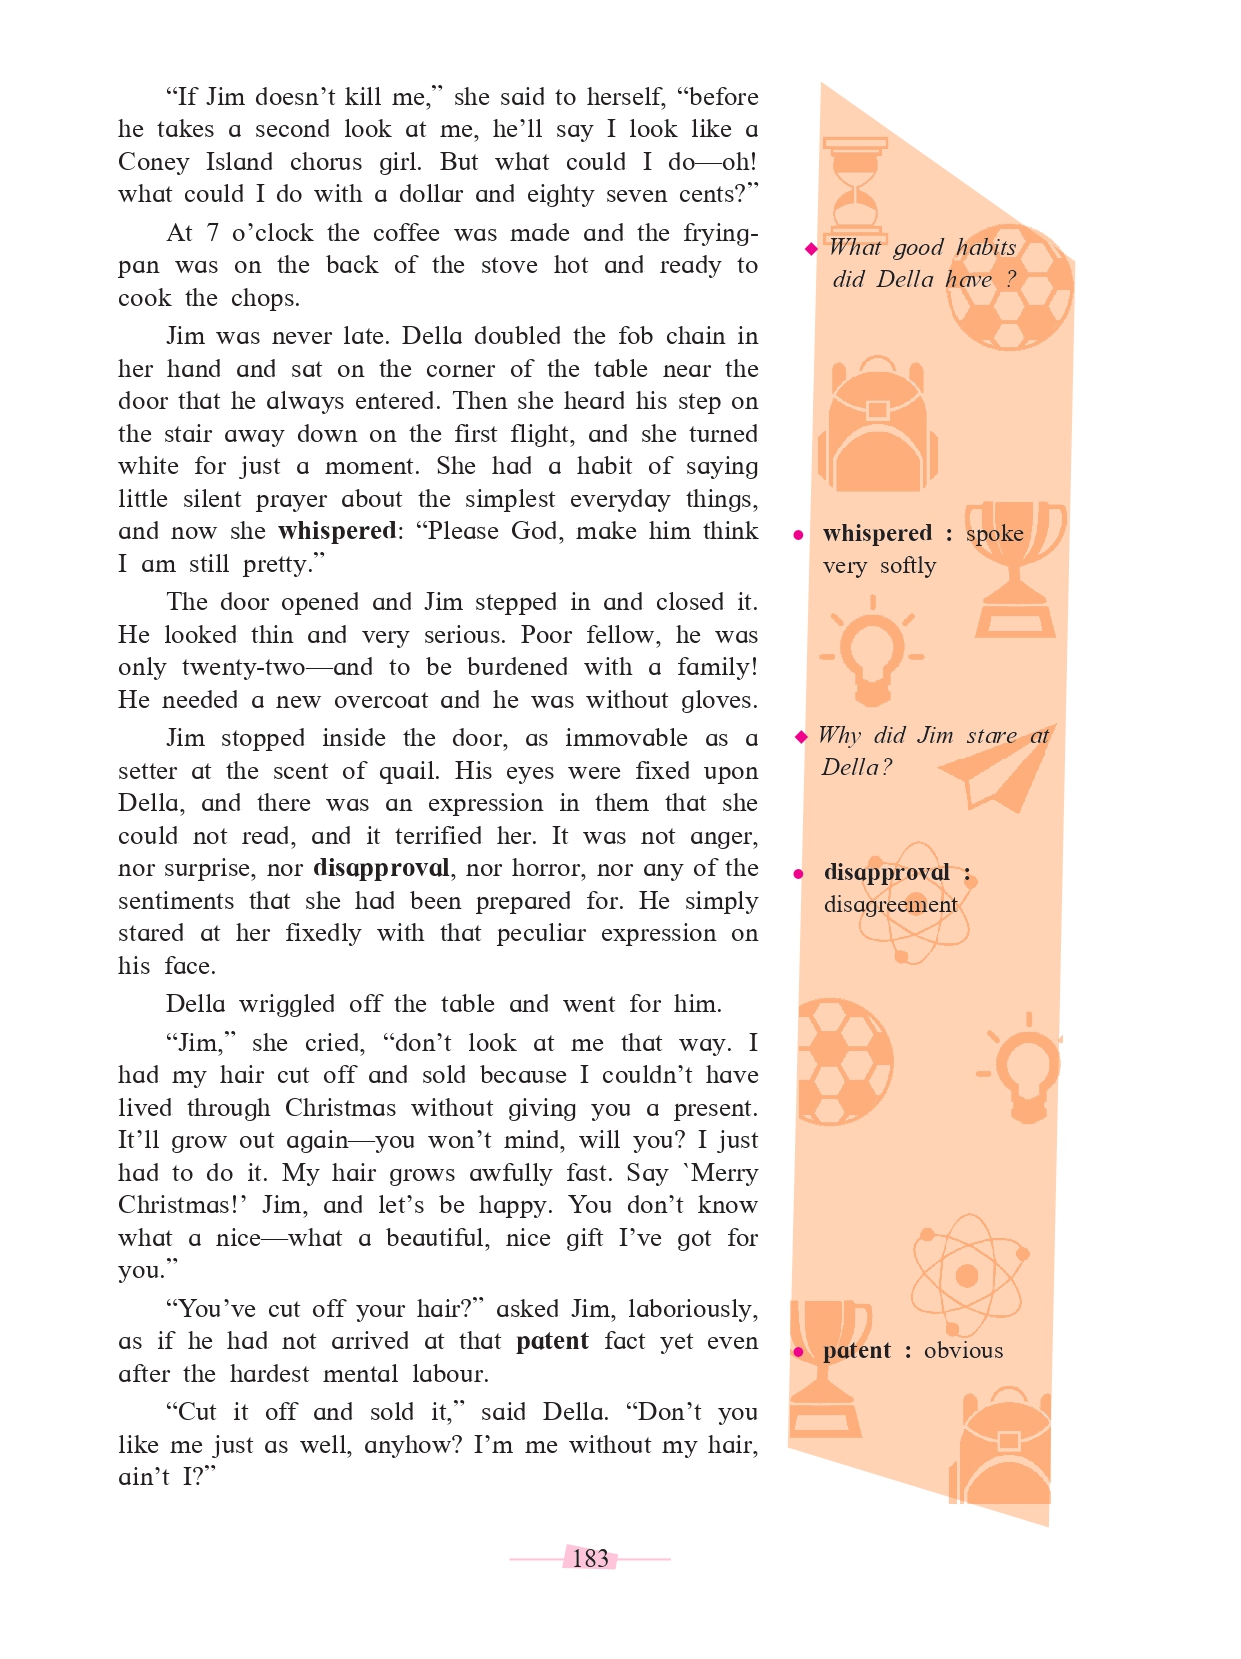 “If Jim doesn’t kill me,” she said to herself, “before
he takes a second look at me, he’ll say I look like a
Coney Island chorus girl. But what could I do—oh!
what could I do with a dollar and eighty seven cents?”
At 7 o’clock the coffee was made and the frying-
pan was on the back of the stove hot and ready to
cook the chops.
Jim was never late. Della doubled the fob chain in
her hand and sat on the corner of the table near the
door that he always entered. Then she heard his step on
the stair away down on the first flight, and she turned
white for just a moment. She had a habit of saying
little silent prayer about the simplest everyday things,
and now she whispered: “Please God, make him think
I am still pretty.”
The door opened and Jim stepped in and closed it.
He looked thin and very serious. Poor fellow, he was
only twenty-two—and to be burdened with a family!
He needed a new overcoat and he was without gloves.
Jim stopped inside the door, as immovable as a
setter at the scent of quail. His eyes were fixed upon
Della, and there was an expression in them that she
could not read, and it terrified her. It was not anger,
nor surprise, nor disapproval, nor horror, nor any of the
sentiments that she had been prepared for. He simply
stared at her fixedly with that peculiar expression on
his face.
Della wriggled off the table and went for him.
“Jim,” she cried, “don’t look at me that way. I
had my hair cut off and sold because I couldn’t have
lived through Christmas without giving you a present.
It’ll grow out again—you won’t mind, will you? I just
had to do it. My hair grows awfully fast. Say `Merry
Christmas!’ Jim, and let’s be happy. You don’t know
what a nice—what a beautiful, nice gift I’ve got for
you.”
“You’ve cut off your hair?” asked Jim, laboriously,
as if he had not arrived at that patent fact yet even
after the hardest mental labour.
“Cut it off and sold it,” said Della. “Don’t you
like me just as well, anyhow? I’m me without my hair,
ain’t I?”
◆ What good habits
did Della have ?
• whispered : spoke
very softly
◆ Why did Jim stare at
Della?
• disapproval :
disagreement
• patent : obvious
183